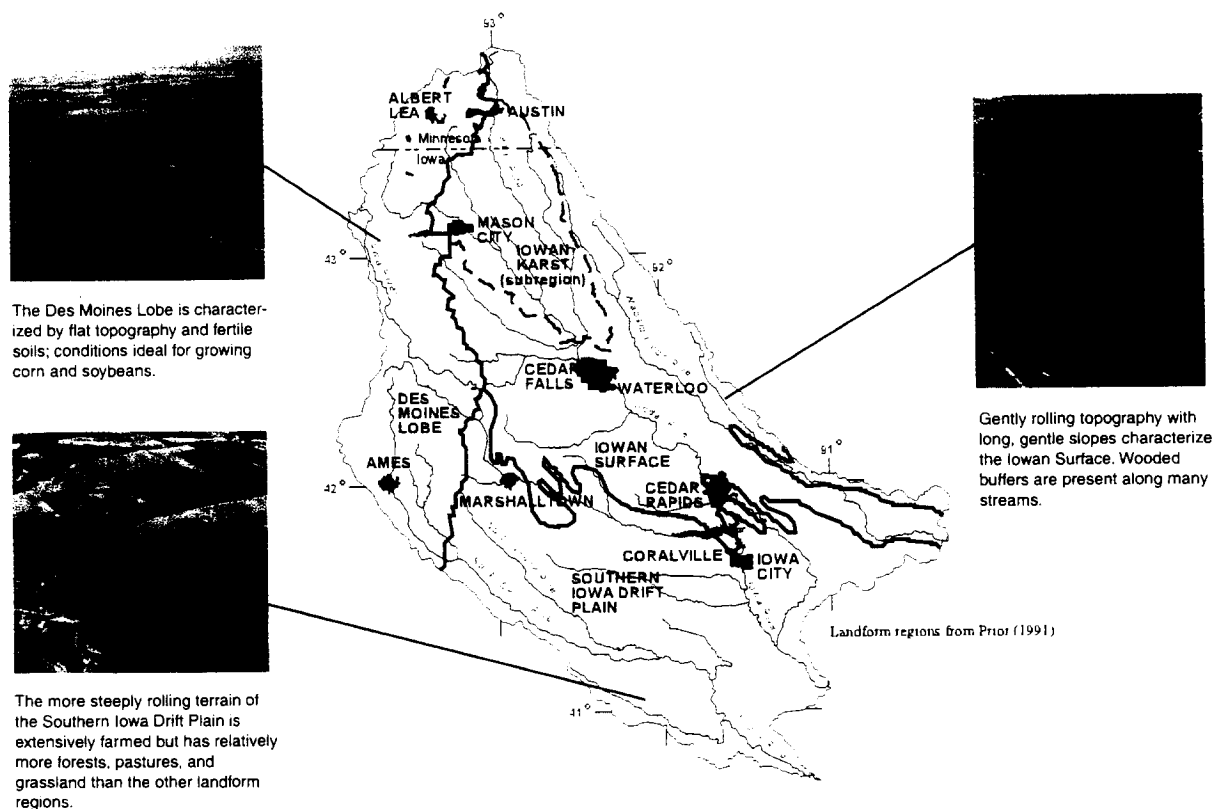 93
ALBERT
LEA
AUSTIN
Iowa
MASON
CITY
IOWAN
KARST
(subregion)
43°
92°
The Des Moines Lobe is character-
ized by flat topography and fertile
soils; conditions ideal for growing
corn and soybeans.
CEDAR
FALLS
WATERLOO
DES
MOINES
LOBE
Gently rolling topography with
long, gentle slopes characterize
the Iowan Surface. Wooded
buffers are present along many
streams.
IOWAN
SURFACE
91°
AMES
42°
MARSHALLTOWN
CEDAR
RAPIDS
CORALVILLE
IOWA
CITY
SOUTHERN
IOWA DRIFT
PLAIN
Landform regions from Prior (1991)
The more steeply rolling terrain of
the Southern Iowa Drift Plain is
extensively farmed but has relatively
more forests, pastures, and
grassland than the other landform
regions.
41°